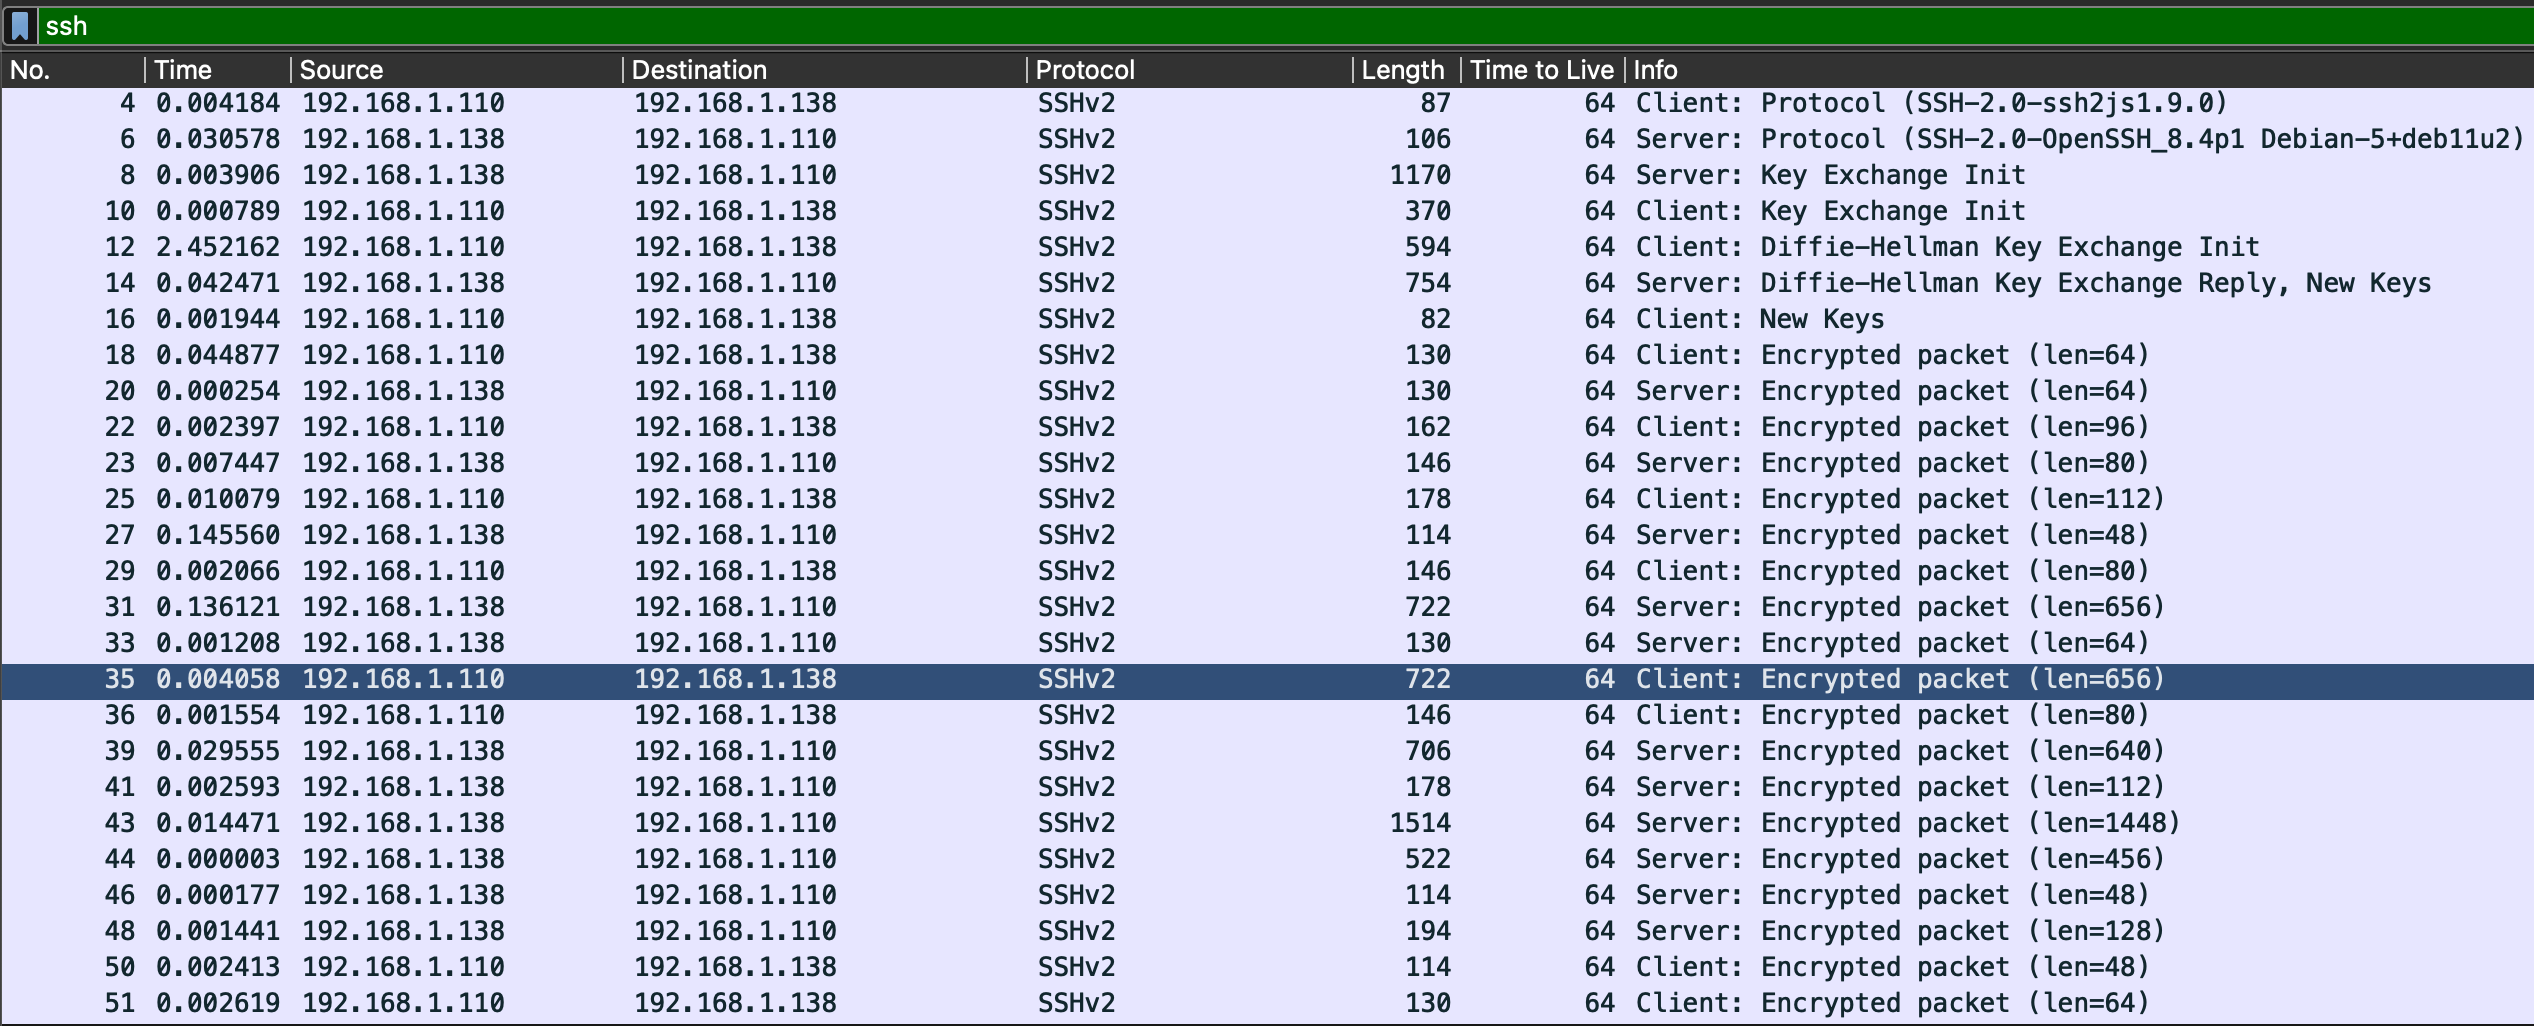 ssh
No. Time Source Destination Protocol Length Time to Live Info
4 0.004184 192.168.1.110 192.168.1.138 SSHv2 87 64 Client: Protocol (SSH-2.0-ssh2js1.9.0)
6 0.030578 192.168.1.138 192.168.1.110 SSHv2 106 64 Server: Protocol (SSH-2.0-OpenSSH_8.4p1 Debian-5+deb11u2)
8 0.003906 192.168.1.138 192.168.1.110 SSHv2 1170 64 Server: Key Exchange Init
10 0.000789 192.168.1.110 192.168.1.138 SSHv2 370 64 Client: Key Exchange Init
12 2.452162 192.168.1.110 192.168.1.138 SSHv2 594 64 Client: Diffie-Hellman Key Exchange Init
14 0.042471 192.168.1.138 192.168.1.110 SSHv2 754 64 Server: Diffie-Hellman Key Exchange Reply, New Keys
16 0.001944 192.168.1.110 192.168.1.138 SSHv2 82 64 Client: New Keys
18 0.044877 192.168.1.110 192.168.1.138 SSHv2 130 64 Client: Encrypted packet (len=64)
20 0.000254 192.168.1.138 192.168.1.110 SSHv2 130 64 Server: Encrypted packet (len=64)
22 0.002397 192.168.1.110 192.168.1.138 SSHv2 162 64 Client: Encrypted packet (len=96)
23 0.007447 192.168.1.138 192.168.1.110 SSHv2 146 64 Server: Encrypted packet (len=80)
25 0.010079 192.168.1.110 192.168.1.138 SSHv2 178 64 Client: Encrypted packet (len=112)
27 0.145560 192.168.1.138 192.168.1.110 SSHv2 114 64 Server: Encrypted packet (len=48)
29 0.002066 192.168.1.110 192.168.1.138 SSHv2 146 64 Client: Encrypted packet (len=80)
31 0.136121 192.168.1.138 192.168.1.110 SSHv2 722 64 Server: Encrypted packet (len=656)
33 0.001208 192.168.1.138 192.168.1.110 SSHv2 130 64 Server: Encrypted packet (len=64)
35 0.004058 192.168.1.110 192.168.1.138 SSHv2 722 64 Client: Encrypted packet (len=656)
36 0.001554 192.168.1.110 192.168.1.138 SSHv2 146 64 Client: Encrypted packet (len=80)
39 0.029555 192.168.1.138 192.168.1.110 SSHv2 706 64 Server: Encrypted packet (len=640)
41 0.002593 192.168.1.138 192.168.1.110 SSHv2 178 64 Server: Encrypted packet (len=112)
43 0.014471 192.168.1.138 192.168.1.110 SSHv2 1514 64 Server: Encrypted packet (len=1448)
44 0.000003 192.168.1.138 192.168.1.110 SSHv2 522 64 Server: Encrypted packet (len=456)
46 0.000177 192.168.1.138 192.168.1.110 SSHv2 114 64 Server: Encrypted packet (len=48)
48 0.001441 192.168.1.138 192.168.1.110 SSHv2 194 64 Server: Encrypted packet (len=128)
50 0.002413 192.168.1.110 192.168.1.138 SSHv2 114 64 Client: Encrypted packet (len=48)
51 0.002619 192.168.1.110 192.168.1.138 SSHv2 130 64 Client: Encrypted packet (len=64)